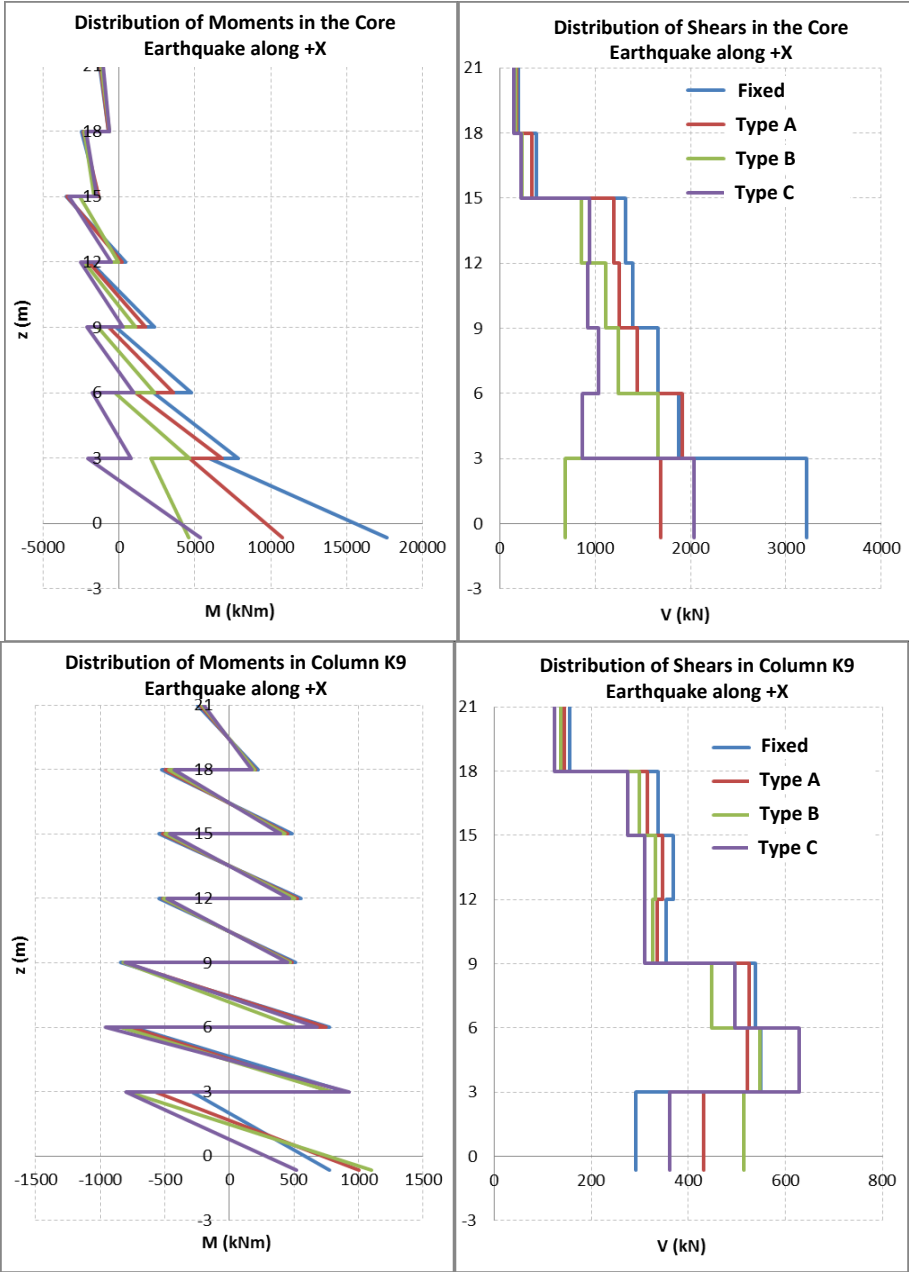 Distribution of Moments in the Core
Earthquake along +X
21
18
15
12
9
6
3
0
-3
-5000 0 5000 10000 15000 20000
z (m)
M (kNm)
Distribution of Shears in the Core
Earthquake along +X
21
18
15
12
9
6
3
0
-3
0 1000 2000 3000 4000
V (kN)
Fixed
Type A
Type B
Type C
Distribution of Moments in Column K9
Earthquake along +X
21
18
15
12
9
6
3
0
-3
-1500 -1000 -500 0 500 1000 1500
z (m)
M (kNm)
Distribution of Shears in Column K9
Earthquake along +X
21
18
15
12
9
6
3
0
-3
0 200 400 600 800
V (kN)
Fixed
Type A
Type B
Type C